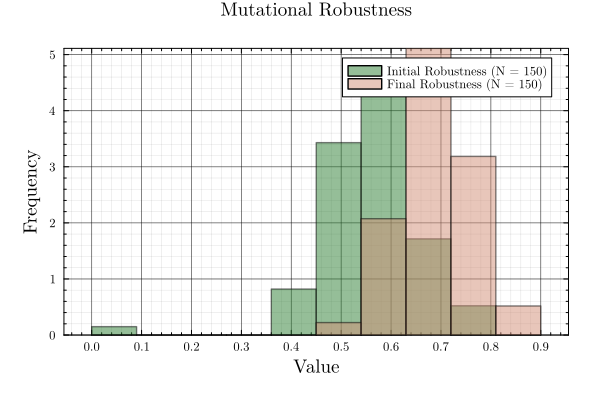 Mutational Robustness
Initial Robustness (N = 150)
Final Robustness (N = 150)
Frequency
5
4
3
2
1
0
0.0 0.1 0.2 0.3 0.4 0.5 0.6 0.7 0.8 0.9
Value